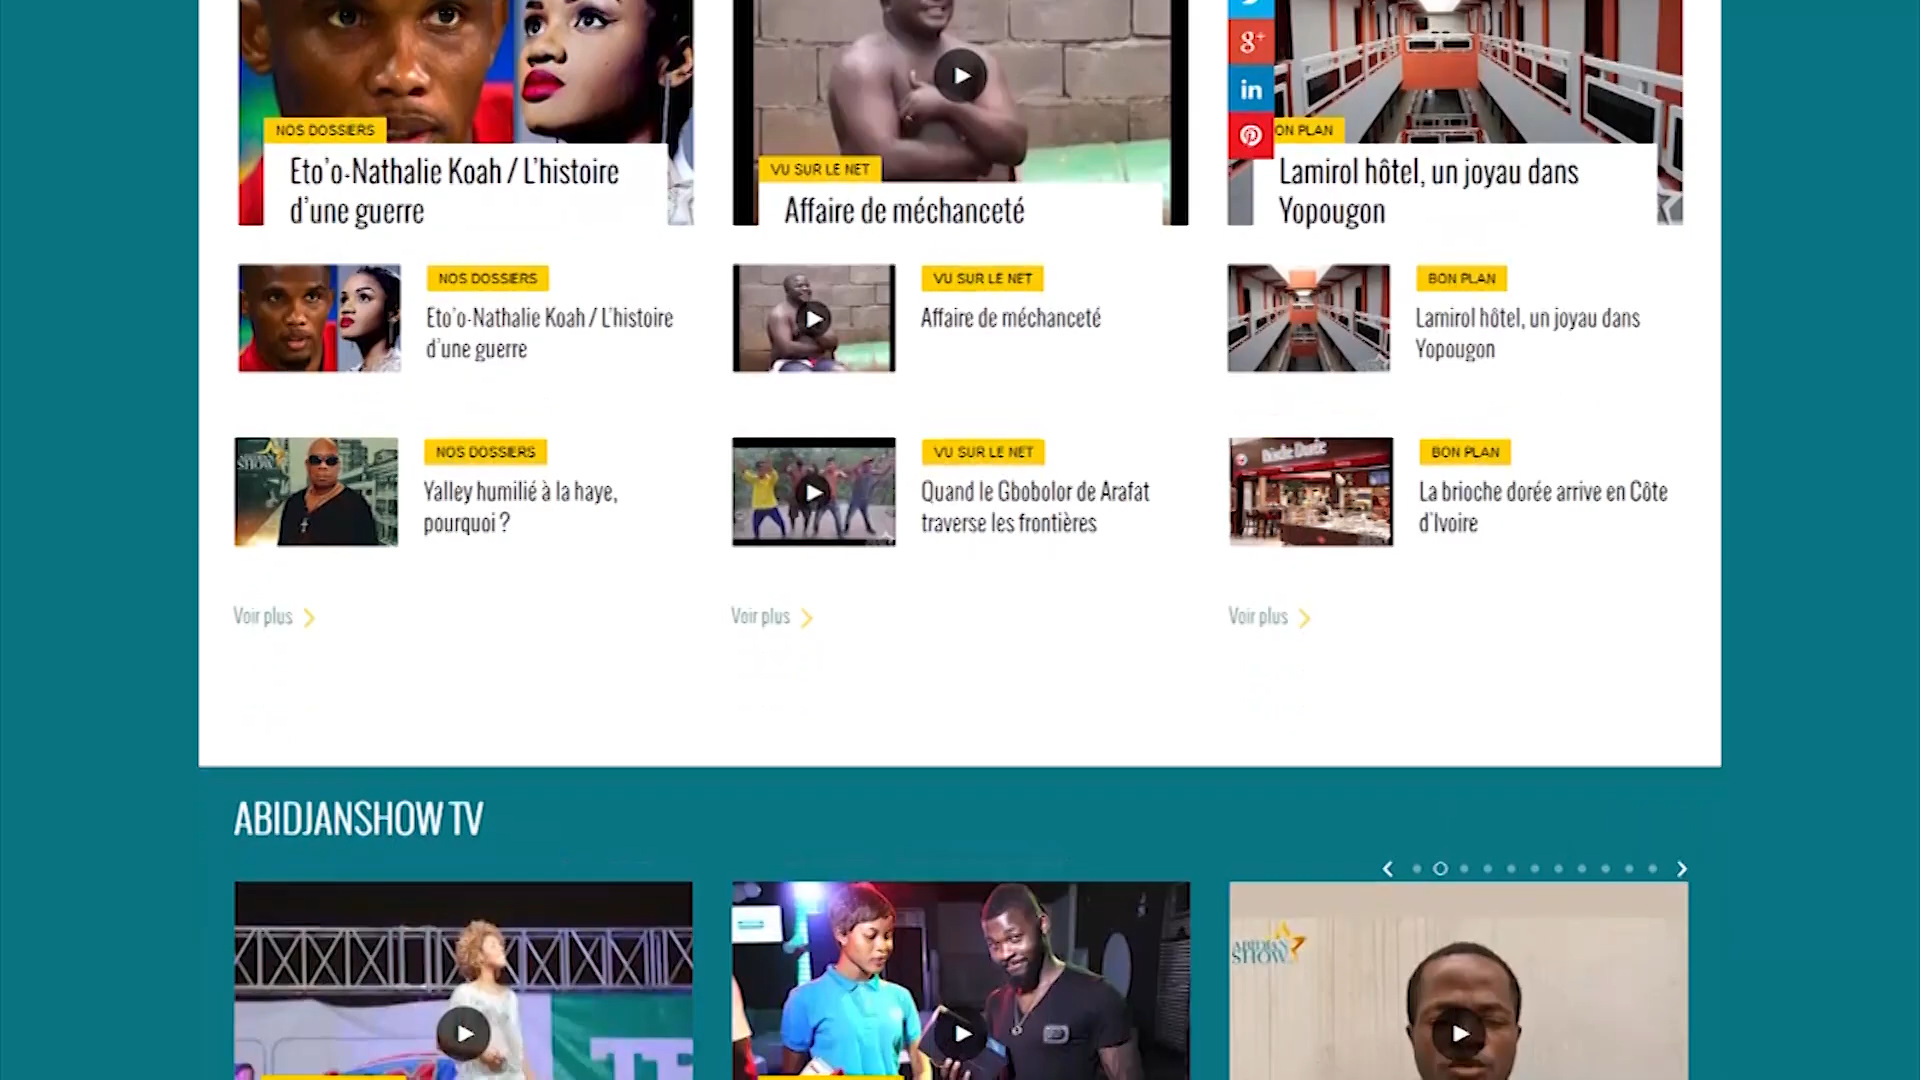 NOS DOSSIERS
Eto'o-Nathalie Koah / L'histoire
d'une guerre
VU SUR LE NET
Affaire de méchanceté
g+
in
ON PLAN
Lamirol hôtel, un joyau dans
Yopougon
NOS DOSSIERS
Eto'o-Nathalie Koah / L'histoire
d'une guerre
VU SUR LE NET
Affaire de méchanceté
BON PLAN
Lamirol hôtel, un joyau dans
Yopougon
SHOW
NOS DOSSIERS
Yalley humilié à la haye,
pourquoi ?
VU SUR LE NET
Quand le Gbobolor de Arafat
traverse les frontières
BON PLAN
La brioche dorée arrive en Côte
d'Ivoire
Voir plus
Voir plus
Voir plus
ABIDJANSHOW TV
ABIDJAN
SHOW